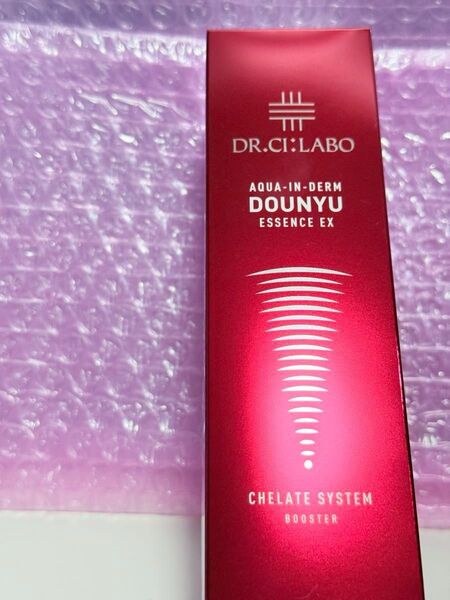 DR.CI:LABO
AQUA-IN-DERM
DOUNYU
ESSENCE EX
CHELATE SYSTEM
BOOSTER